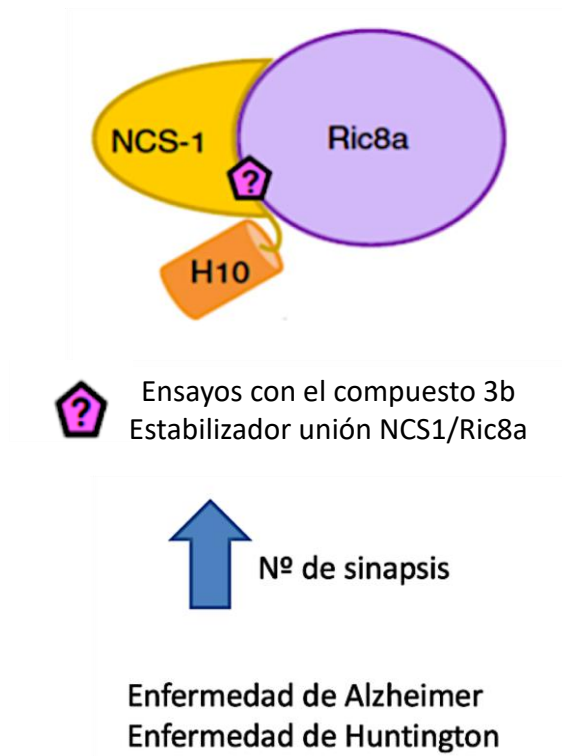 NCS-1
Ric8a
?
H10
?
Ensayos con el compuesto 3b
Estabilizador unión NCS1/Ric8a
Nº de sinapsis
Enfermedad de Alzheimer
Enfermedad de Huntington